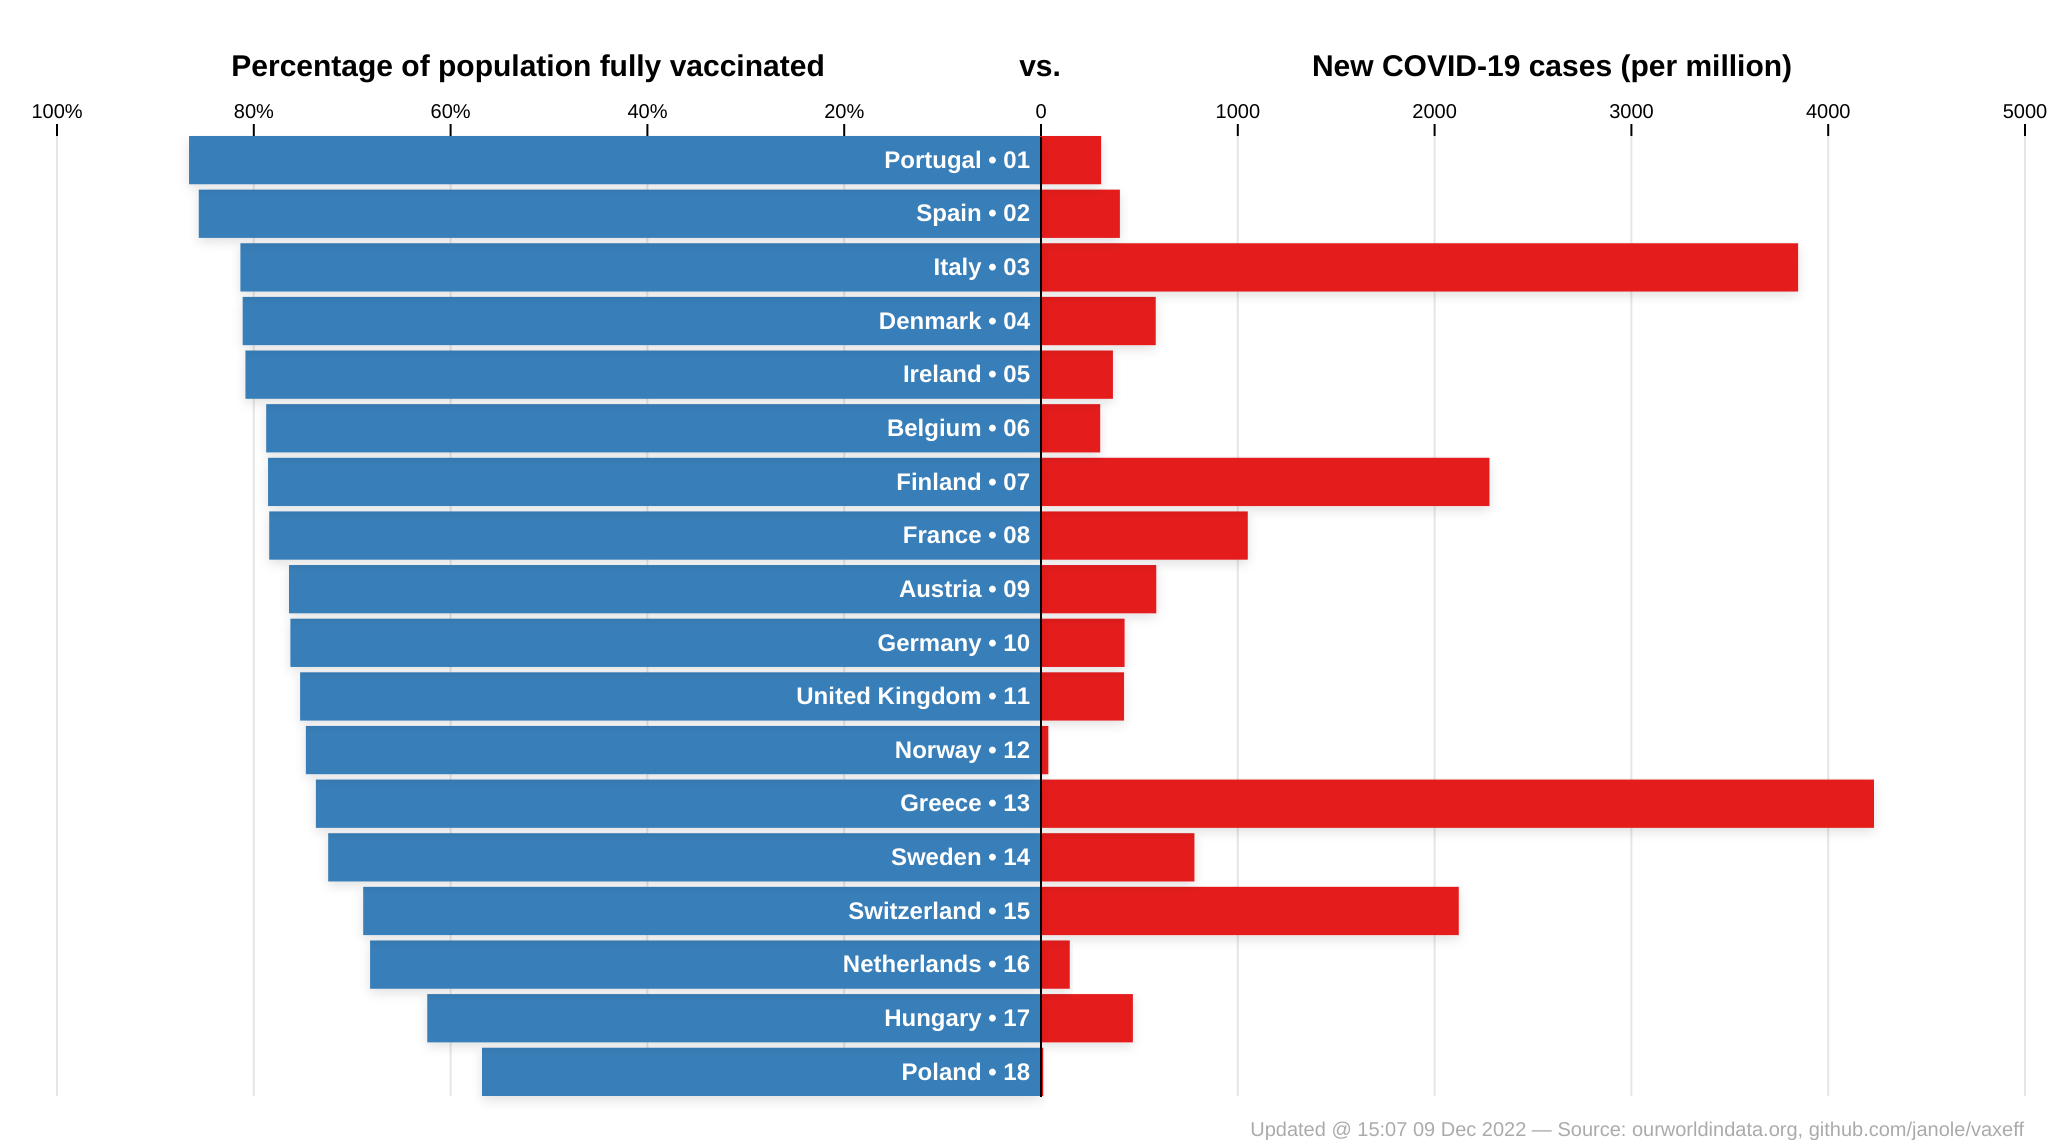 Percentage of population fully vaccinated vs. New COVID-19 cases (per million)
100% 80% 60% 40% 20% 0 1000 2000 3000 4000 5000
Portugal • 01
Spain • 02
Italy • 03
Denmark • 04
Ireland • 05
Belgium • 06
Finland • 07
France • 08
Austria • 09
Germany • 10
United Kingdom • 11
Norway • 12
Greece • 13
Sweden • 14
Switzerland • 15
Netherlands • 16
Hungary • 17
Poland • 18
Updated @ 15:07 09 Dec 2022 — Source: ourworldindata.org, github.com/janole/vaxeff